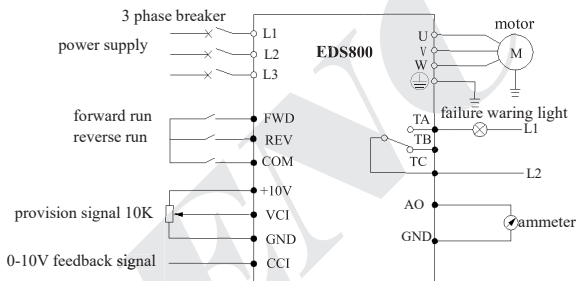 3 phase breaker
power supply
L1
L2
L3
EDS800
U
V
W
motor
M
forward run
reverse run
FWD
REV
COM
TA
TB
TC
failure waring light
L1
L2
+10V
provision signal 10K
VCI
GND
0-10V feedback signal
CCI
AO
GND
ammeter